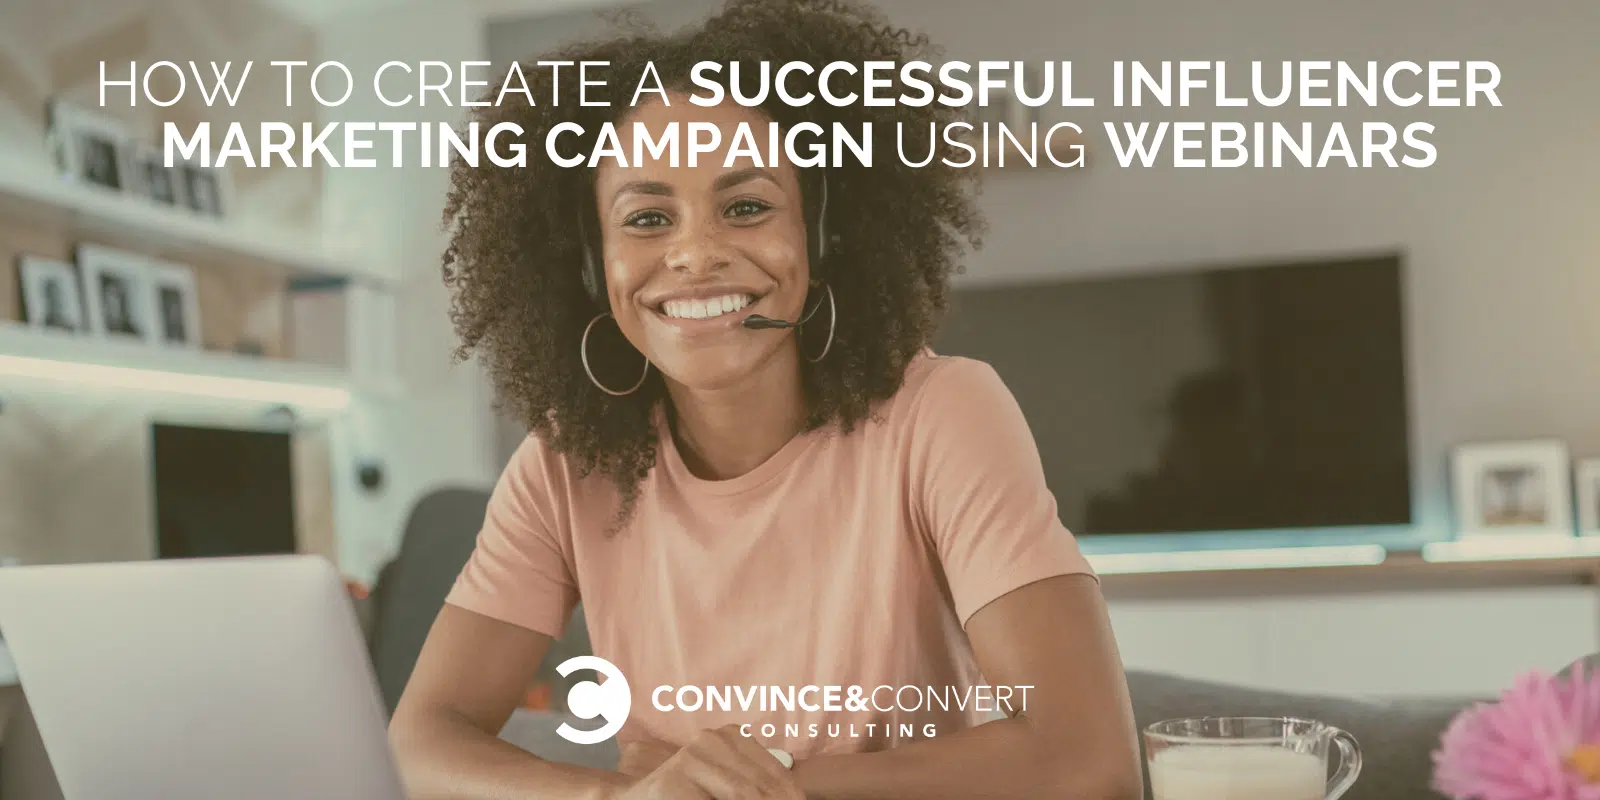 HOW TO CREATE A SUCCESSFUL INFLUENCER
MARKETING CAMPAIGN USING WEBINARS
CONVINCE&CONVERT
CONSULTING